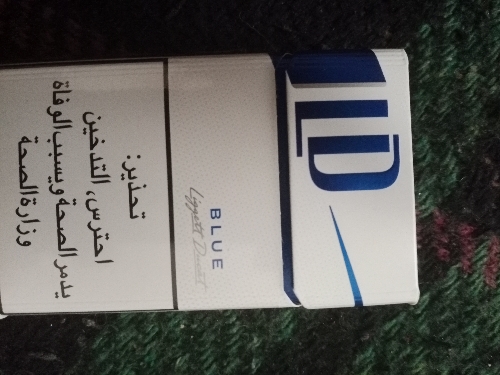 LD
BLUE
Liggett Ducat
تحذير:
احترس، التدخين
يدمر الصحة ويسبب الوفاة
وزارة الصحة